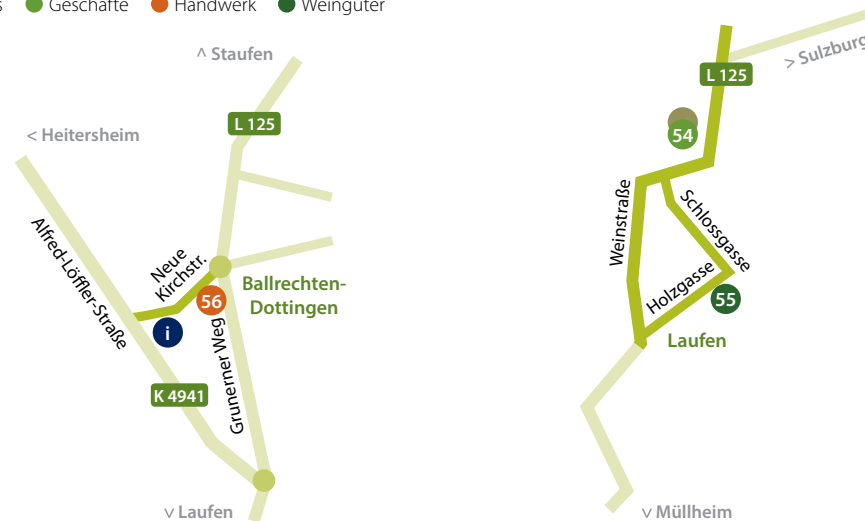 Geschäfte
Handwerk
Weingüter
^ Staufen
L 125
< Heitersheim
Alfred-Löffler-Straße
Neue
Kirchstr.
56
i
Ballrechten-
Dottingen
Grunerner Weg
K 4941
v Laufen
> Sulzburg
L 125
54
Weinstraße
Schlossgasse
Holzgasse
55
Laufen
v Müllheim